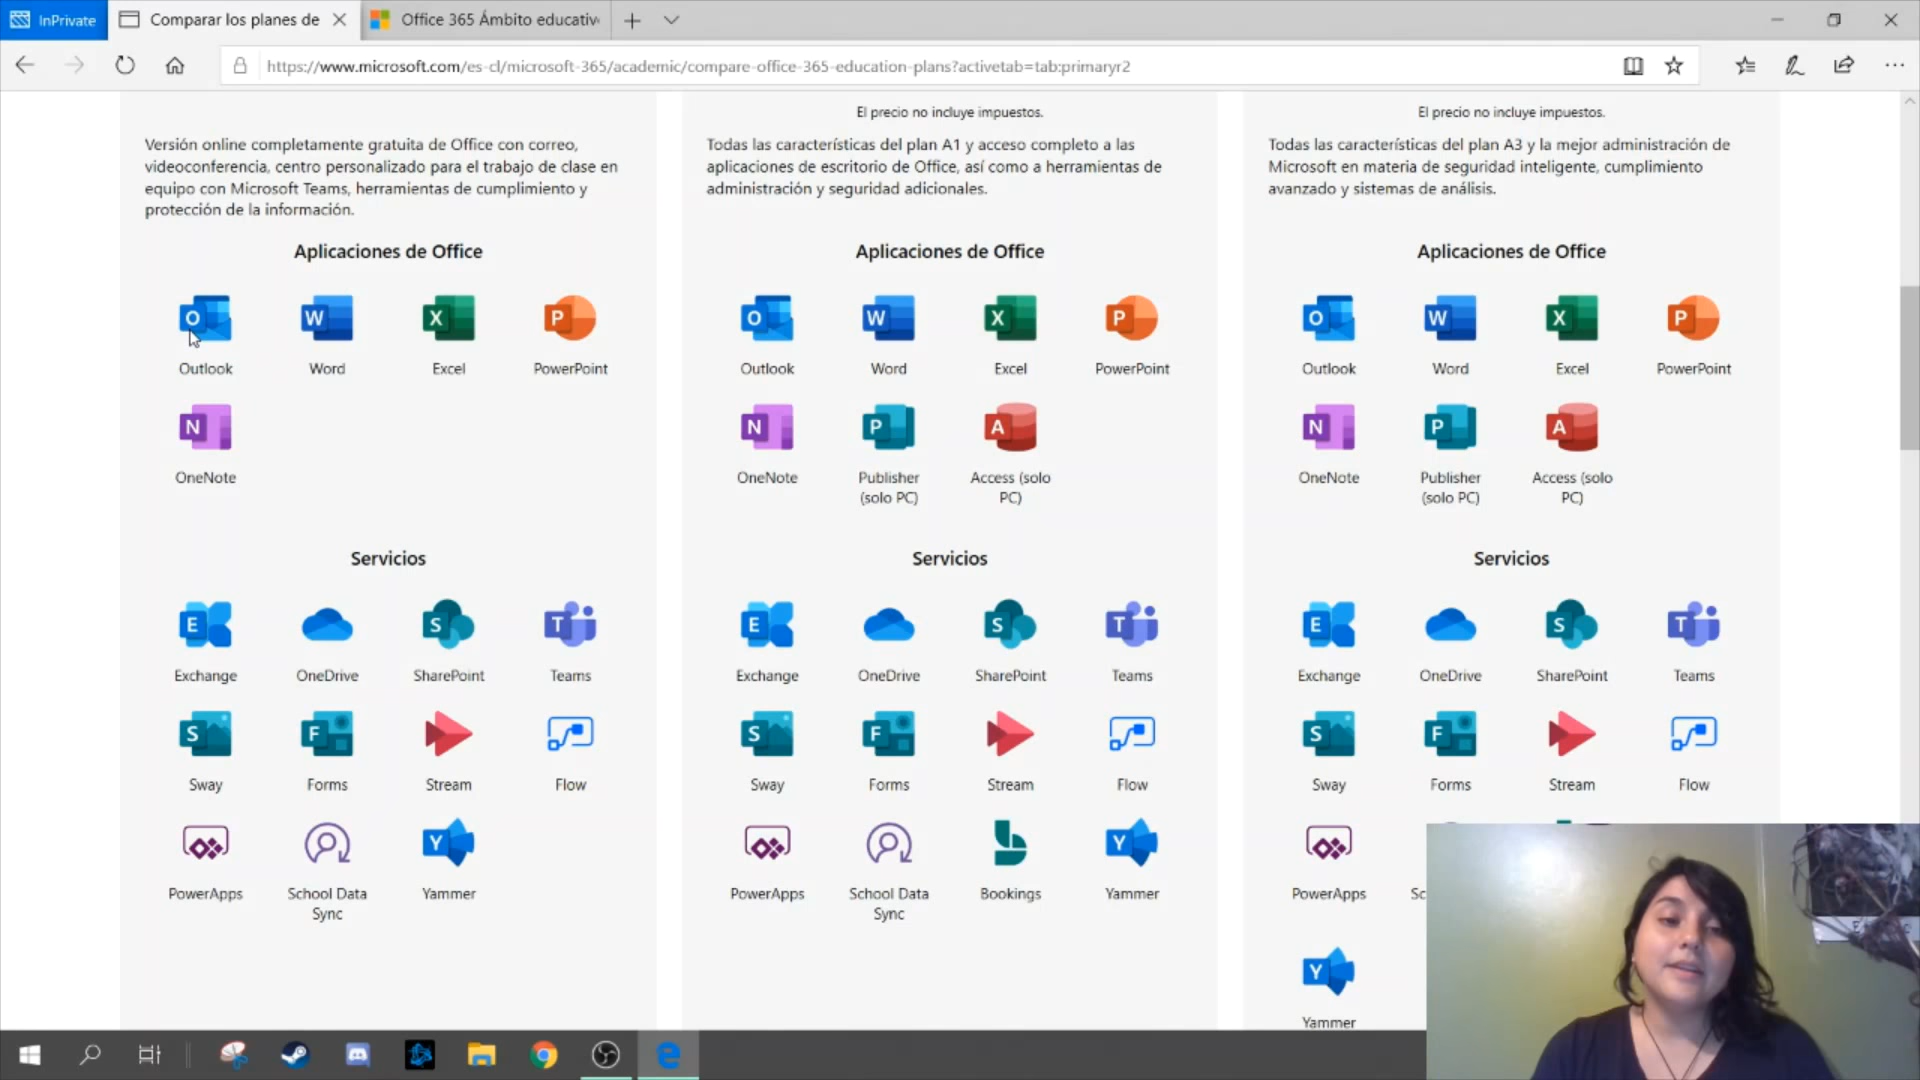 InPrivate
Comparar los planes de
Office 365 Ámbito educativ
https://www.microsoft.com/es-cl/microsoft-365/academic/compare-office-365-education-plans?activetab=tab:primaryr2
Versión online completamente gratuita de Office con correo,
videoconferencia, centro personalizado para el trabajo de clase en
equipo con Microsoft Teams, herramientas de cumplimiento y
protección de la información.
Aplicaciones de Office
Outlook
Word
Excel
PowerPoint
OneNote
Servicios
Exchange
OneDrive
SharePoint
Teams
Sway
Forms
Stream
Flow
PowerApps
School Data
Sync
Yammer
El precio no incluye impuestos.
Todas las características del plan A1 y acceso completo a las
aplicaciones de escritorio de Office, así como a herramientas de
administración y seguridad adicionales.
Aplicaciones de Office
Outlook
Word
Excel
PowerPoint
OneNote
Publisher
(solo PC)
Access (solo
PC)
Servicios
Exchange
OneDrive
SharePoint
Teams
Sway
Forms
Stream
Flow
PowerApps
School Data
Sync
Bookings
Yammer
El precio no incluye impuestos.
Todas las características del plan A3 y la mejor administración de
Microsoft en materia de seguridad inteligente, cumplimiento
avanzado y sistemas de análisis.
Aplicaciones de Office
Outlook
Word
Excel
PowerPoint
OneNote
Publisher
(solo PC)
Access (solo
PC)
Servicios
Exchange
OneDrive
SharePoint
Teams
Sway
Forms
Stream
Flow
PowerApps
Sc
Yammer